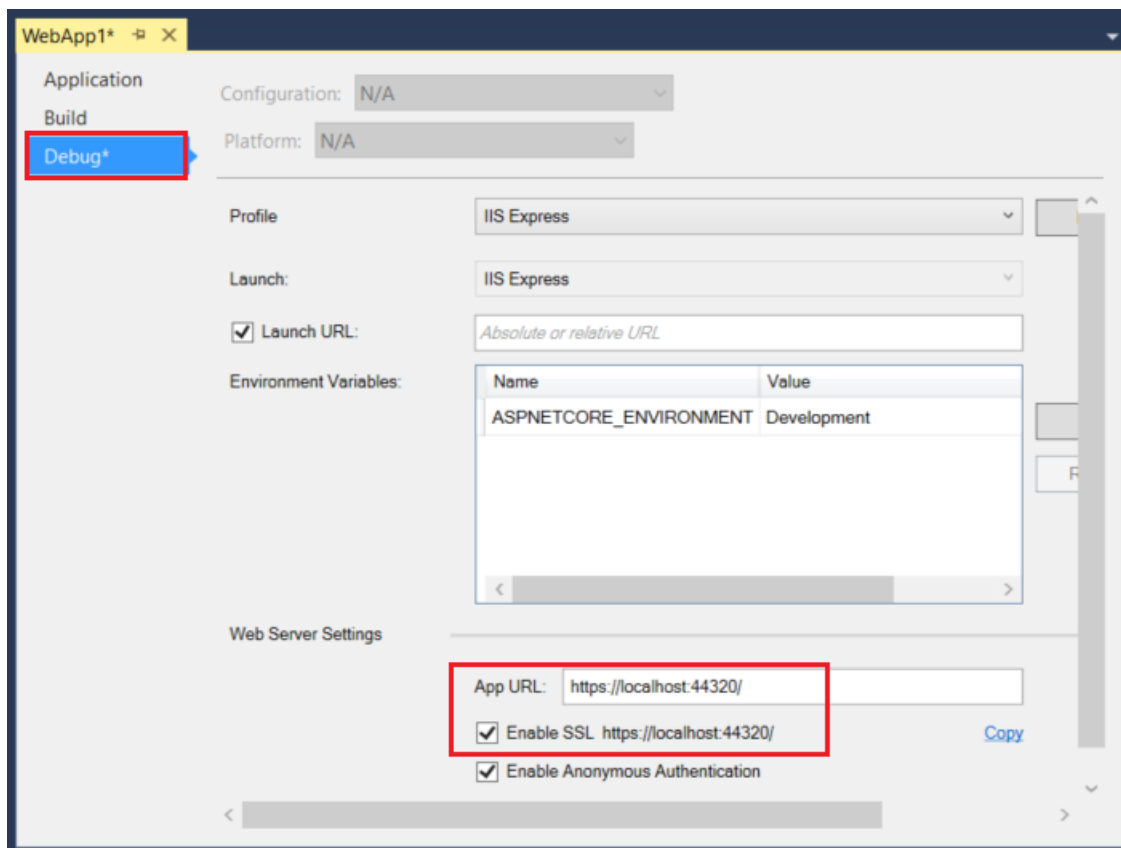 WebApp1*
Application
Build
Debug*
Configuration: N/A
Platform: N/A
Profile IIS Express
Launch: IIS Express
Launch URL: Absolute or relative URL
Environment Variables:
Name Value
ASPNETCORE_ENVIRONMENT Development
R
Web Server Settings
App URL: https://localhost:44320/
Enable SSL https://localhost:44320/ Copy
Enable Anonymous Authentication